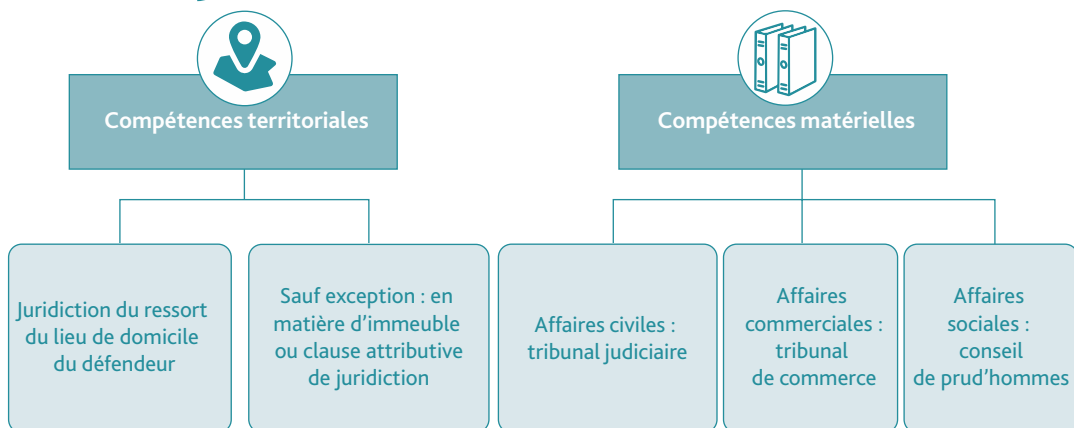 Compétences territoriales
Compétences matérielles
Juridiction du ressort
du lieu de domicile
du défendeur
Sauf exception : en
matière d’immeuble
ou clause attributive
de juridiction
Affaires civiles :
tribunal judiciaire
Affaires
commerciales :
tribunal
de commerce
Affaires
sociales :
conseil
de prud’hommes